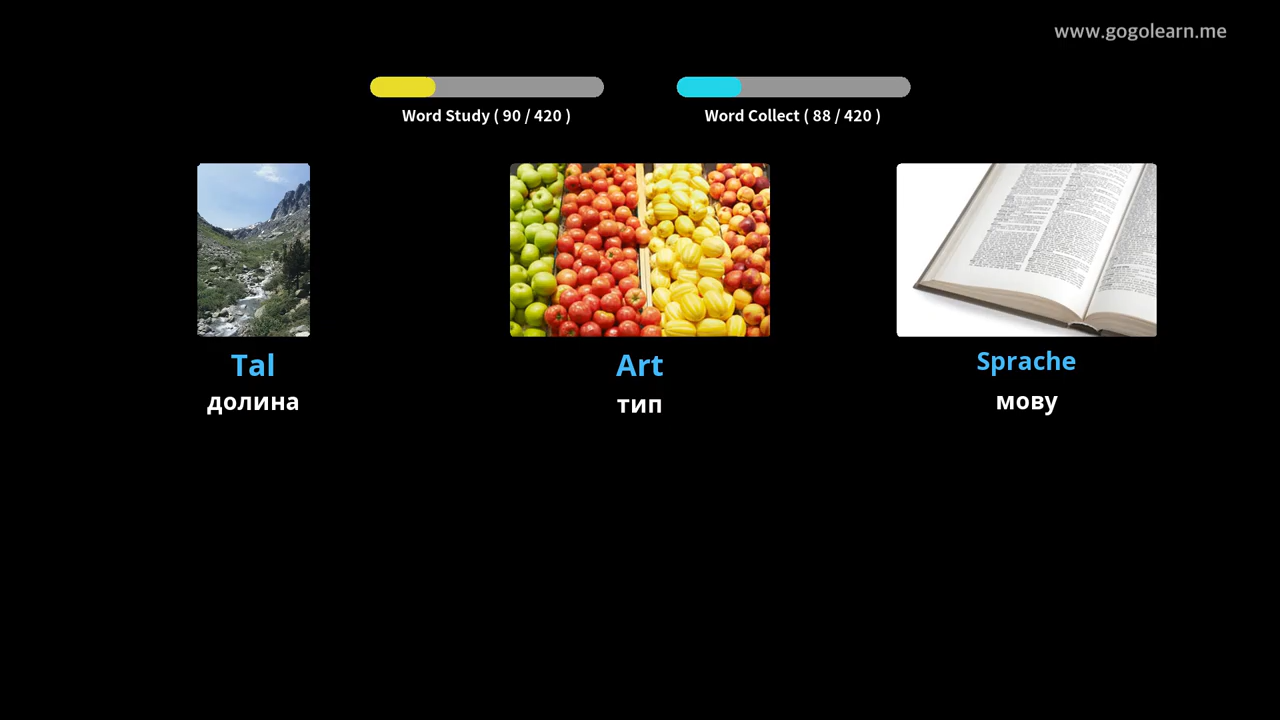 www.gogolearn.me
Word Study ( 90 / 420 )
Word Collect ( 88 / 420 )
Tal
долина
Art
тип
Sprache
мову